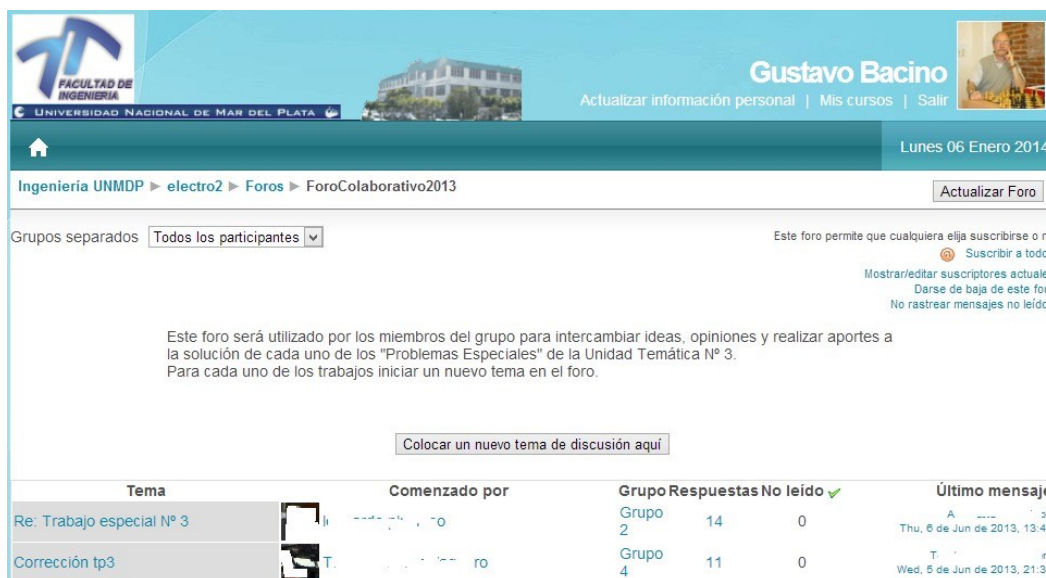 FACULTAD DE
INGENIERIA
UNIVERSIDAD NACIONAL DE MAR DEL PLATA
Gustavo Bacino
Actualizar información personal | Mis cursos | Salir
Lunes 06 Enero 2014
Ingeniería UNMDP ► electro2 ► Foros ► ForoColaborativo2013
Actualizar Foro
Grupos separados Todos los participantes
Este foro permite que cualquiera elija suscribirse o
Suscribir a todo
Mostrar/editar suscriptores actuale
Darse de baja de este fo
No rastrear mensajes no leído
Este foro será utilizado por los miembros del grupo para intercambiar ideas, opiniones y realizar aportes a
la solución de cada uno de los "Problemas Especiales" de la Unidad Temática Nº 3.
Para cada uno de los trabajos iniciar un nuevo tema en el foro.
Colocar un nuevo tema de discusión aquí
Tema Comenzado por Grupo Respuestas No leído Último mensaje
Re: Trabajo especial Nº 3 Grupo 2 14 0 Thu, 6 de Jun de 2013, 13:4
Corrección tp3 Grupo 4 11 0 Wed, 5 de Jun de 2013, 21:3